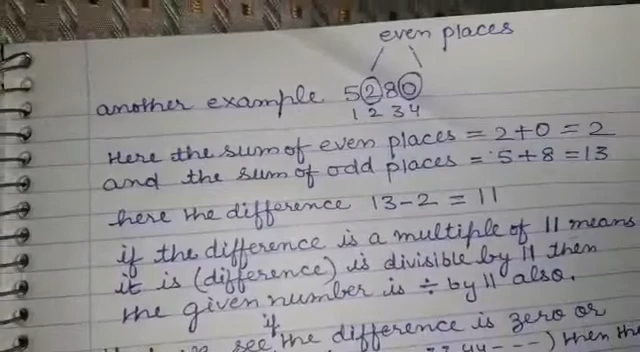 even places
another example 5280
1 2 3 4
Here the sum of even places = 2+0 = 2
and the sum of odd places = 5+8 = 13
here the difference 13-2 = 11
if the difference is a multiple of 11 means
it is (difference) is divisible by 11 then
the given number is ÷ by 11 also.
if
see the difference is zero or
44---) then the